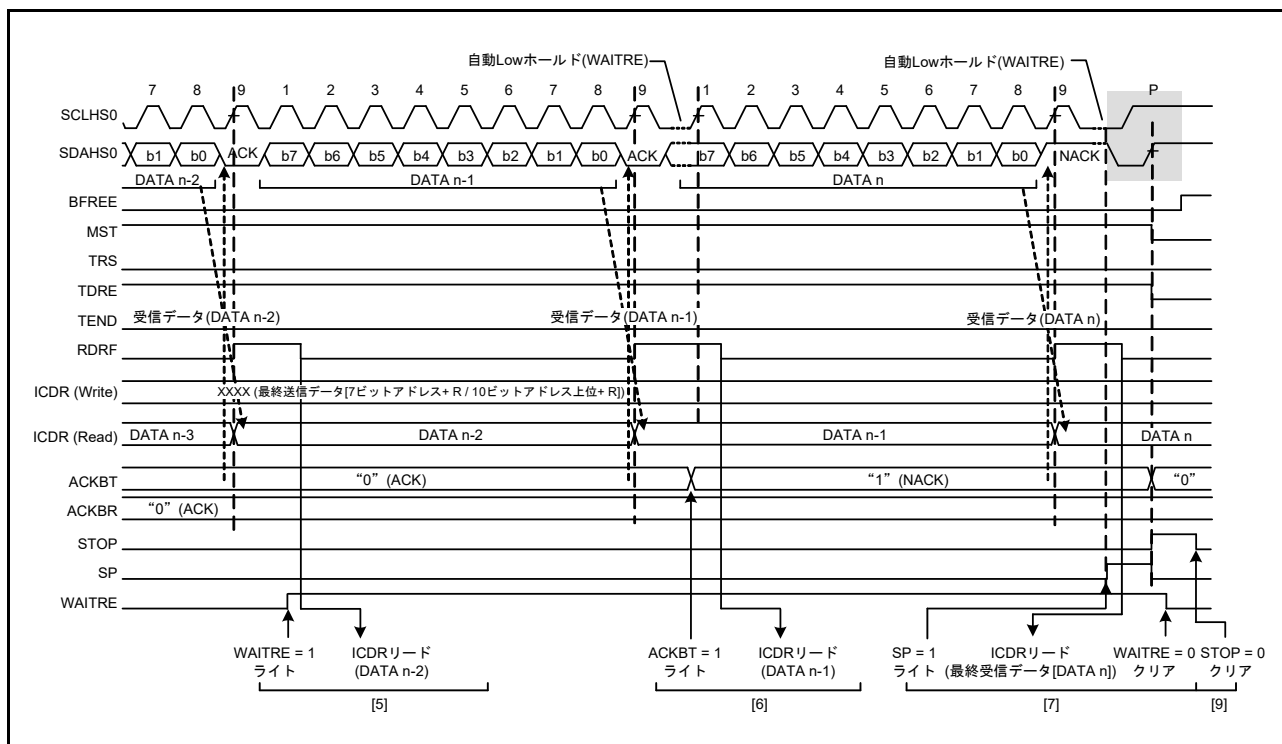 自動Lowホールド(WAITRE) 自動Lowホールド(WAITRE)
7 8 9 1 2 3 4 5 6 7 8 9 1 2 3 4 5 6 7 8 9 P
SCLHS0
SDAHS0 b1 b0 ACK b7 b6 b5 b4 b3 b2 b1 b0 ACK b7 b6 b5 b4 b3 b2 b1 b0 NACK
DATA n-2 DATA n-1 DATA n
BFREE
MST
TRS
TDRE
TEND 受信データ(DATA n-2) 受信データ(DATA n-1) 受信データ(DATA n)
RDRF
ICDR (Write) XXXX (最終送信データ[7ビットアドレス+ R / 10ビットアドレス上位+ R])
ICDR (Read) DATA n-3 DATA n-2 DATA n-1 DATA n
ACKBT “0” (ACK) “1” (NACK) “0”
ACKBR “0” (ACK)
STOP
SP
WAITRE
WAITRE = 1 ICDRリード ACKBT = 1 ICDRリード SP = 1 ICDRリード WAITRE = 0 STOP = 0
ライト (DATA n-2) ライト (DATA n-1) ライト (最終受信データ[DATA n]) クリア クリア
[5] [6] [7] [9]